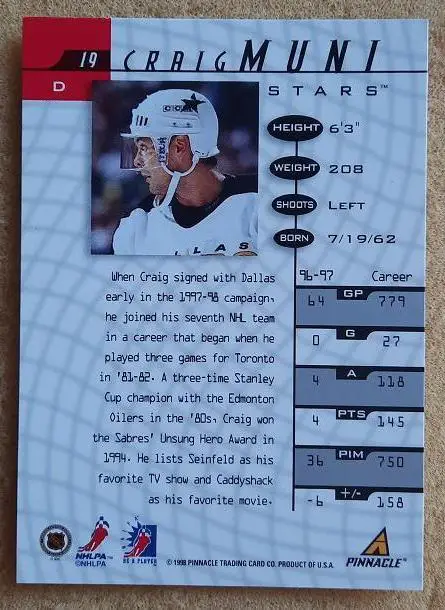 19 CRAIG MUNI
D STARS™
HEIGHT 6'3"
WEIGHT 208
SHOOTS LEFT
BORN 7/19/62
When Craig signed with Dallas
early in the 1997-98 campaign,
he joined his seventh NHL team
in a career that began when he
played three games for Toronto
in '81-82. A three-time Stanley
Cup champion with the Edmonton
Oilers in the '80s, Craig won
the Sabres' Unsung Hero Award in
1994. He lists Seinfeld as his
favorite TV show and Caddyshack
as his favorite movie.
96-97 Career
64 GP 779
0 G 27
4 A 118
4 PTS 145
36 PIM 750
-6 +/- 158
NHLPA™
©NHLPA
BE A PLAYER
©1998 PINNACLE TRADING CARD CO. PRODUCT OF U.S.A.
PINNACLE